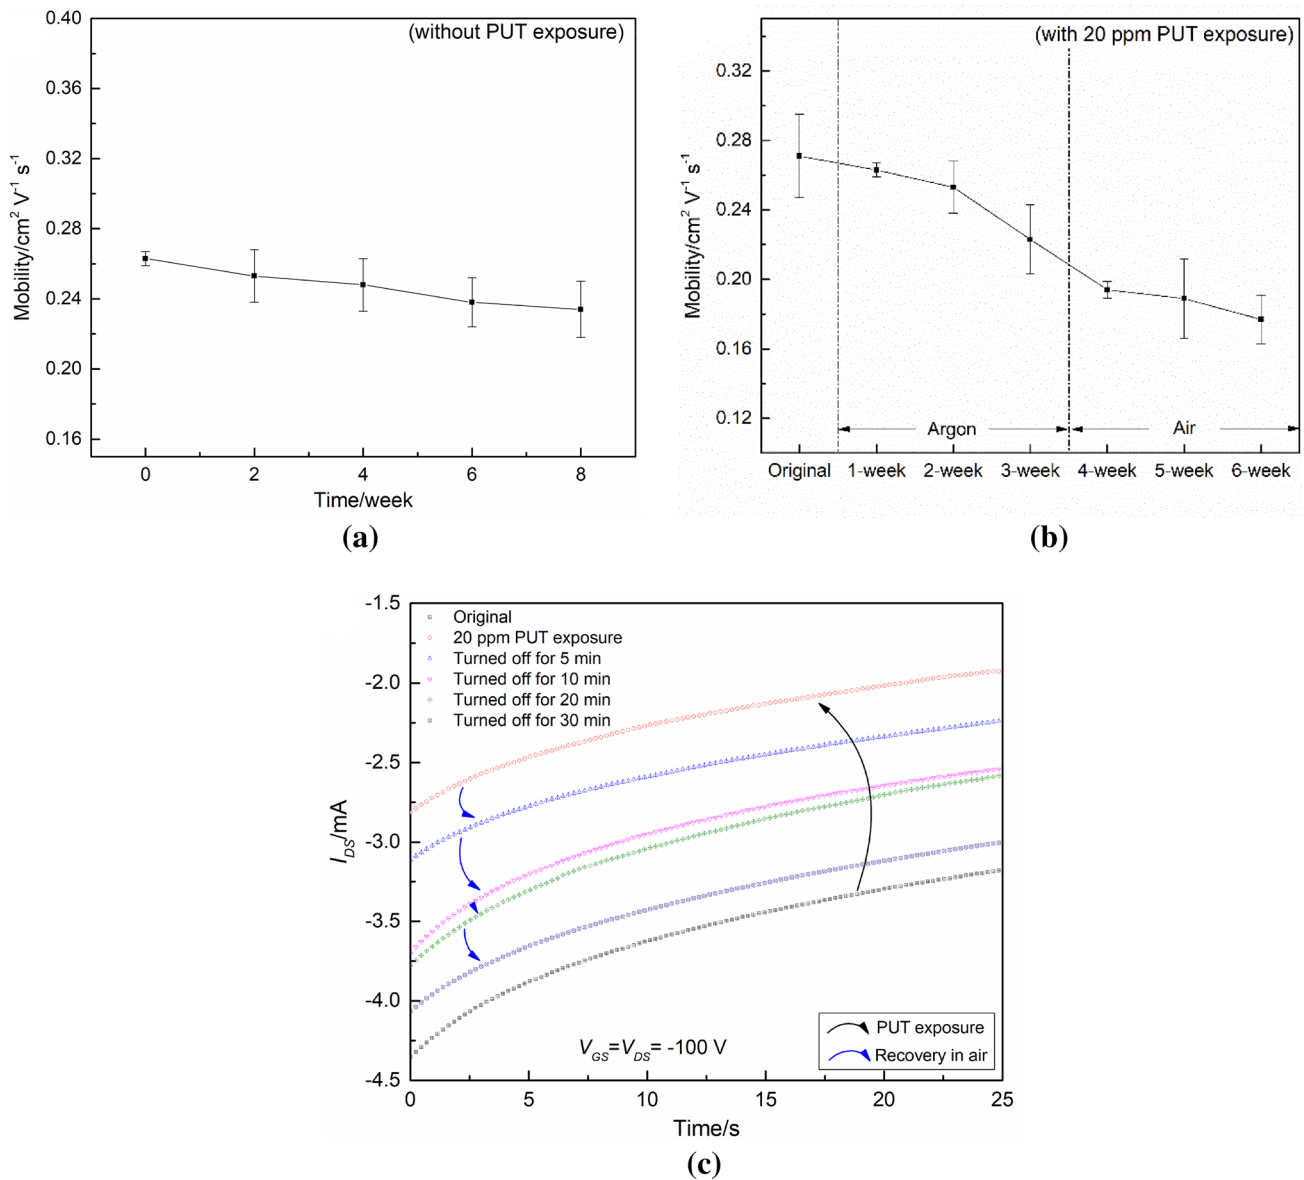 (without PUT exposure)
0.40
0.36
0.32
0.28
0.24
0.20
0.16
Mobility/cm² V⁻¹ s⁻¹
0 2 4 6 8
Time/week
(a)
(with 20 ppm PUT exposure)
0.32
0.28
0.24
0.20
0.16
0.12
Mobility/cm² V⁻¹ s⁻¹
Argon
Air
Original 1-week 2-week 3-week 4-week 5-week 6-week
(b)
-1.5
-2.0
-2.5
-3.0
-3.5
-4.0
-4.5
I_DS/mA
Original
20 ppm PUT exposure
Turned off for 5 min
Turned off for 10 min
Turned off for 20 min
Turned off for 30 min
V_GS=V_DS= -100 V
PUT exposure
Recovery in air
0 5 10 15 20 25
Time/s
(c)